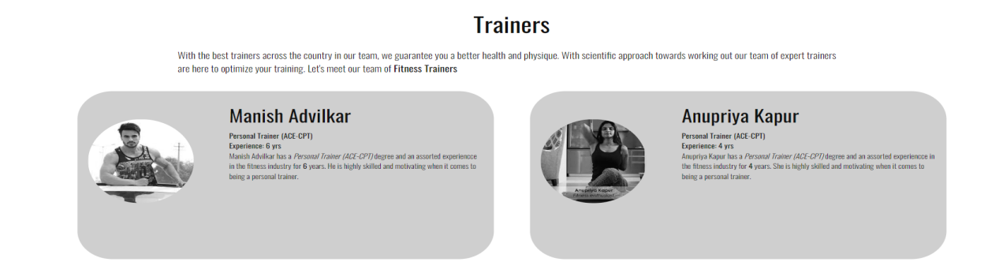 Trainers
With the best trainers across the country in our team, we guarantee you a better health and physique. With scientific approach towards working out our team of expert trainers
are here to optimize your training. Let's meet our team of Fitness Trainers
Manish Advilkar
Personal Trainer (ACE-CPT)
Experience: 6 yrs
Manish Advilkar has a Personal Trainer (ACE-CPT) degree and an assorted experiencce
in the fitness industry for 6 years. He is highly skilled and motivating when it comes to
being a personal trainer.
Anupriya Kapur
Personal Trainer (ACE-CPT)
Experience: 4 yrs
Anupriya Kapur has a Personal Trainer (ACE-CPT) degree and an assorted experiencce in
the fitness industry for 4 years. She is highly skilled and motivating when it comes to
being a personal trainer.
Anupriya Kapur
Fitness enthusiast